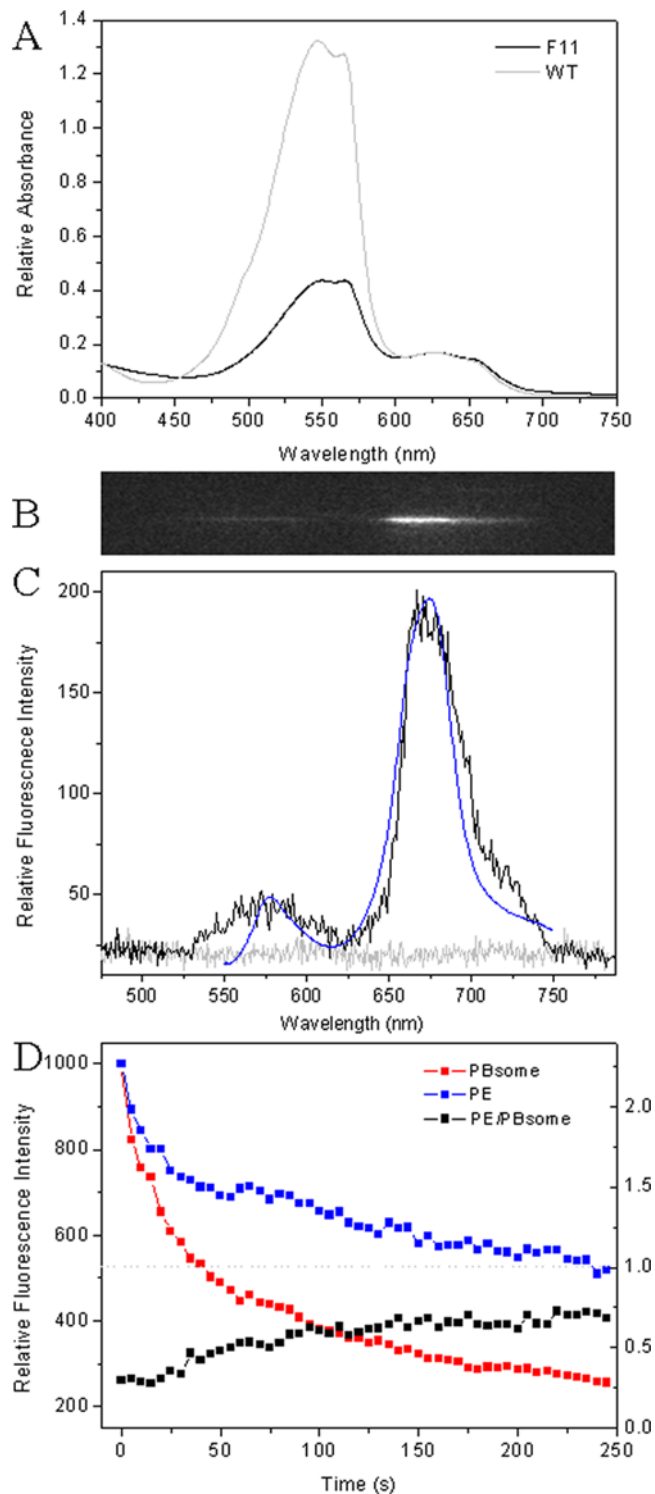 A
F11
WT
1.4
1.2
1.0
0.8
0.6
0.4
0.2
0.0
Relative Absorbance
400 450 500 550 600 650 700 750
Wavelength (nm)
B
C
200
150
100
50
Relative Fluorescnece Intensity
500 550 600 650 700 750
Wavelength (nm)
D
PBsome
PE
PE/PBsome
1000
800
600
400
200
Relative Fluorescence Intensity
2.0
1.5
1.0
0.5
0.0
0 50 100 150 200 250
Time (s)